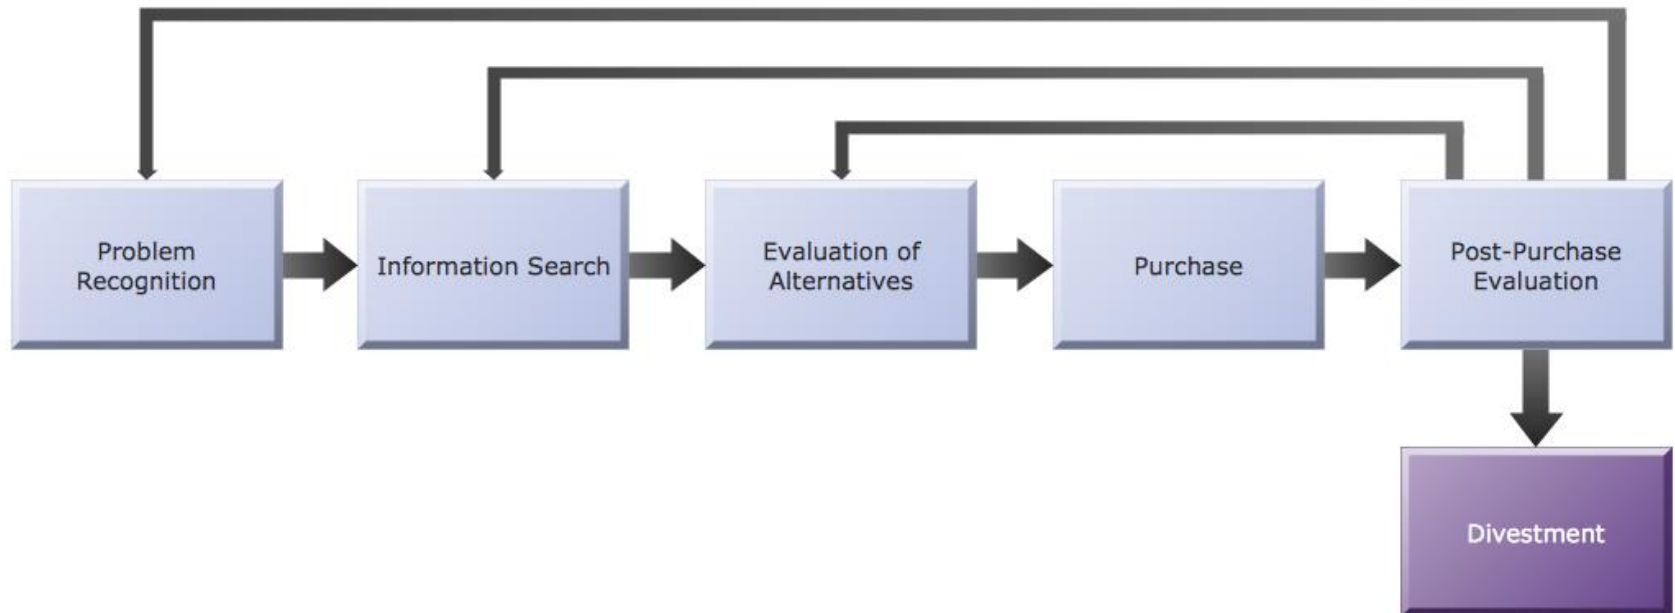 Problem
Recognition
Information Search
Evaluation of
Alternatives
Purchase
Post-Purchase
Evaluation
Divestment